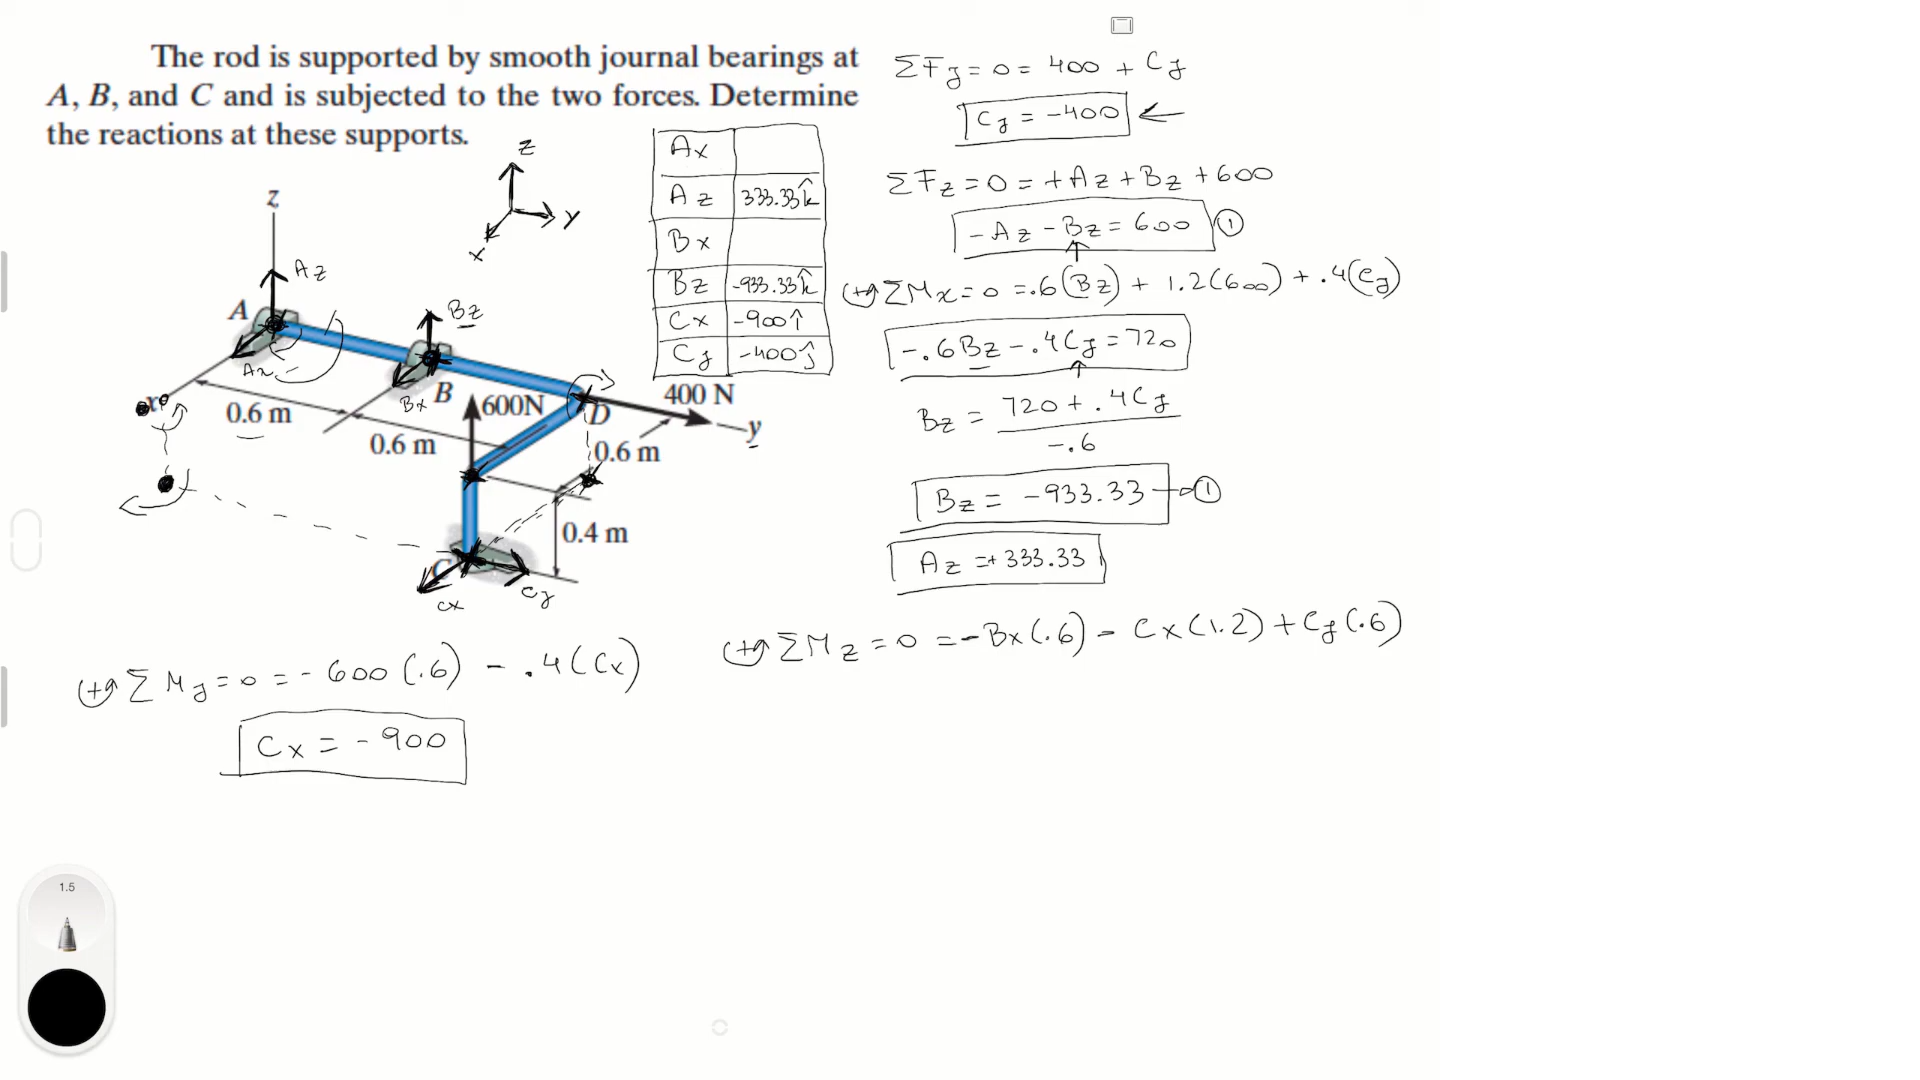 The rod is supported by smooth journal bearings at
A, B, and C and is subjected to the two forces. Determine
the reactions at these supports.
z
x
y
z
Az
A
Ax
Bz
B
Bx
600N
D
400 N
y
0.6 m
0.6 m
0.6 m
0.4 m
x
C
Cx
Cy
Ax
Az 333.33k̂
Bx
Bz -933.33k̂
Cx -900î
Cy -400ĵ
ΣFy = 0 = 400 + Cy
Cy = -400
ΣFz = 0 = +Az + Bz + 600
-Az - Bz = 600 ①
ΣMx = 0 = .6(Bz) + 1.2(600) + .4(Cy)
-.6Bz - .4Cy = 720
Bz = 720 + .4Cy
-.6
Bz = -933.33 → ①
Az = +333.33
ΣMz = 0 = -Bx(.6) - Cx(1.2) + Cy(.6)
ΣMy = 0 = -600(.6) - .4(Cx)
Cx = -900
1.5